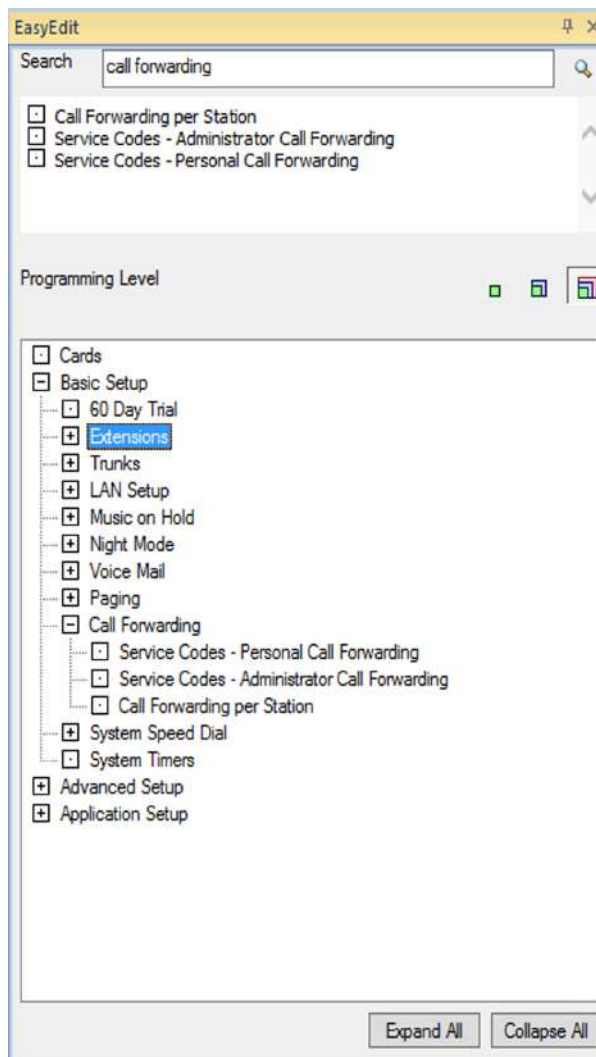 EasyEdit
Search call forwarding
Call Forwarding per Station
Service Codes - Administrator Call Forwarding
Service Codes - Personal Call Forwarding
Programming Level
Cards
Basic Setup
60 Day Trial
Extensions
Trunks
LAN Setup
Music on Hold
Night Mode
Voice Mail
Paging
Call Forwarding
Service Codes - Personal Call Forwarding
Service Codes - Administrator Call Forwarding
Call Forwarding per Station
System Speed Dial
System Timers
Advanced Setup
Application Setup
Expand All Collapse All